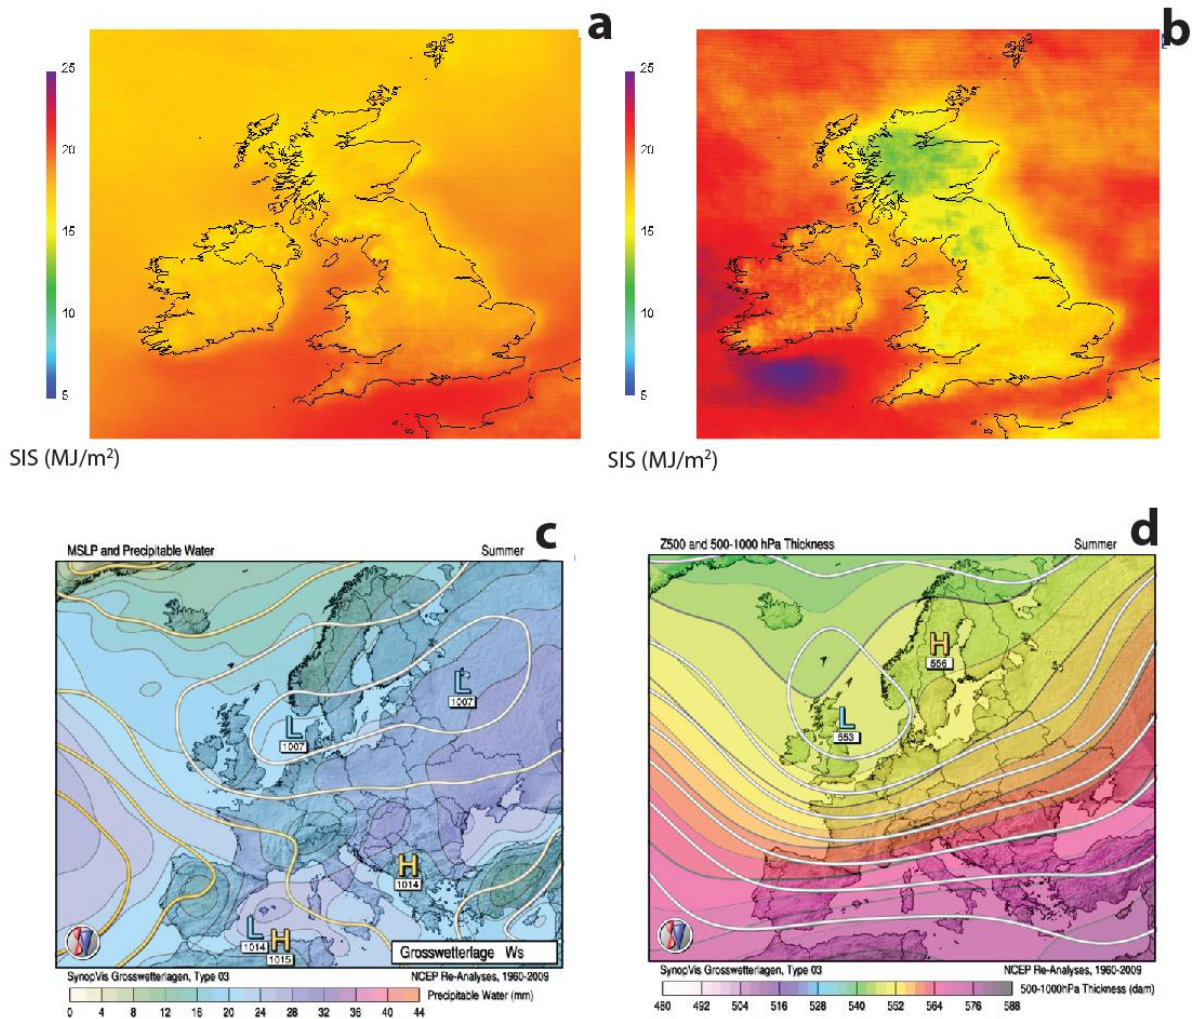 a
b
25
20
15
10
5
SIS (MJ/m²)
25
20
15
10
5
SIS (MJ/m²)
c
MSLP and Precipitable Water
Summer
L
1007
L
1007
H
1014
L
1014
H
1015
Grosswetterlage Ws
SynopVis Grosswetterlagen, Type 03
NCEP Re-Analyses, 1960-2009
0 4 8 12 16 20 24 28 32 36 40 44
Precipitable Water (mm)
d
Z500 and 500-1000 hPa Thickness
Summer
H
556
L
553
SynopVis Grosswetterlagen, Type 03
NCEP Re-Analyses, 1960-2009
480 492 504 516 528 540 552 564 576 588
500-1000hPa Thickness (dam)